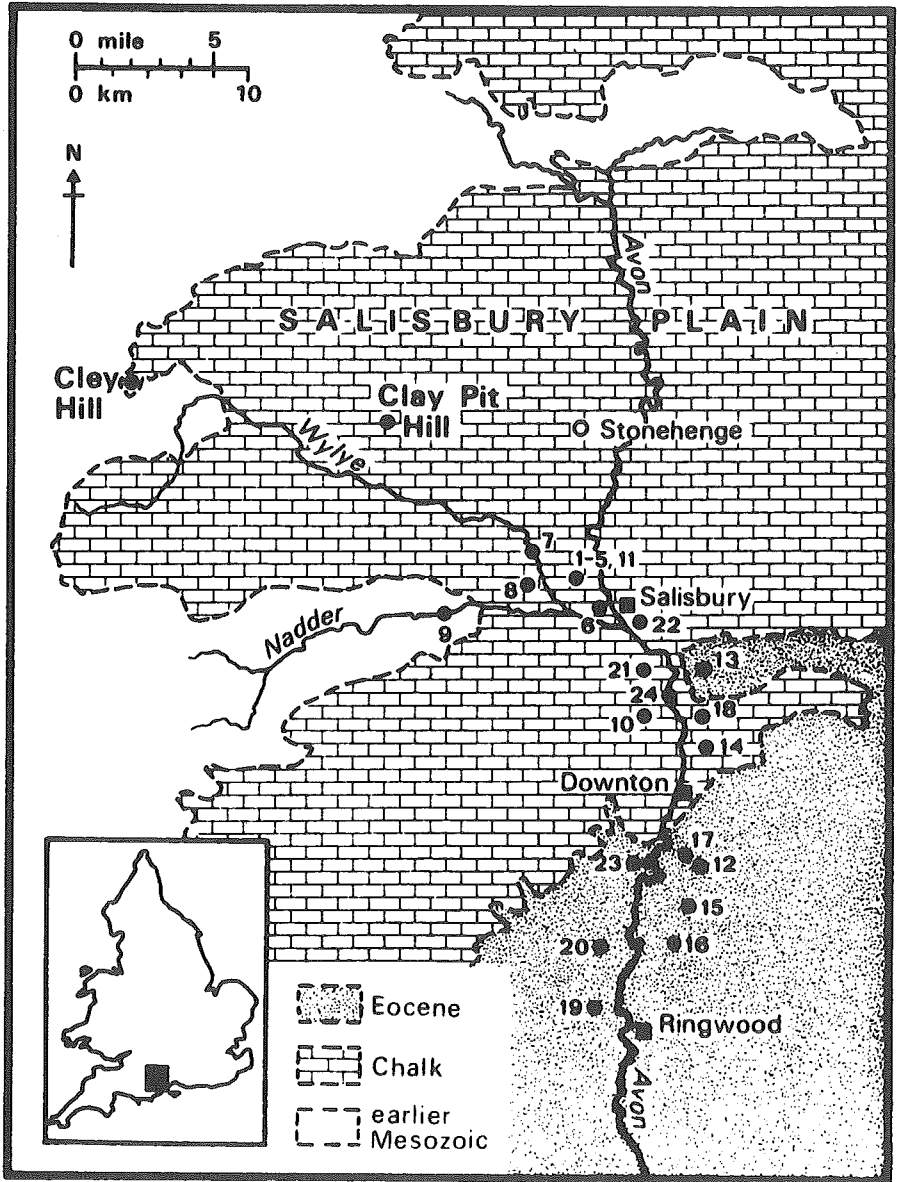 0 mile 5
0 km 10
N
Avon
SALISBURY PLAIN
Cley
Hill
Clay Pit
Hill
Stonehenge
Wylye
7
1-5, 11
8
Salisbury
6
22
Nadder
9
21
13
24
10
18
14
Downton
17
23
12
15
20
16
19
Ringwood
Eocene
Chalk
earlier
Mesozoic
Avon